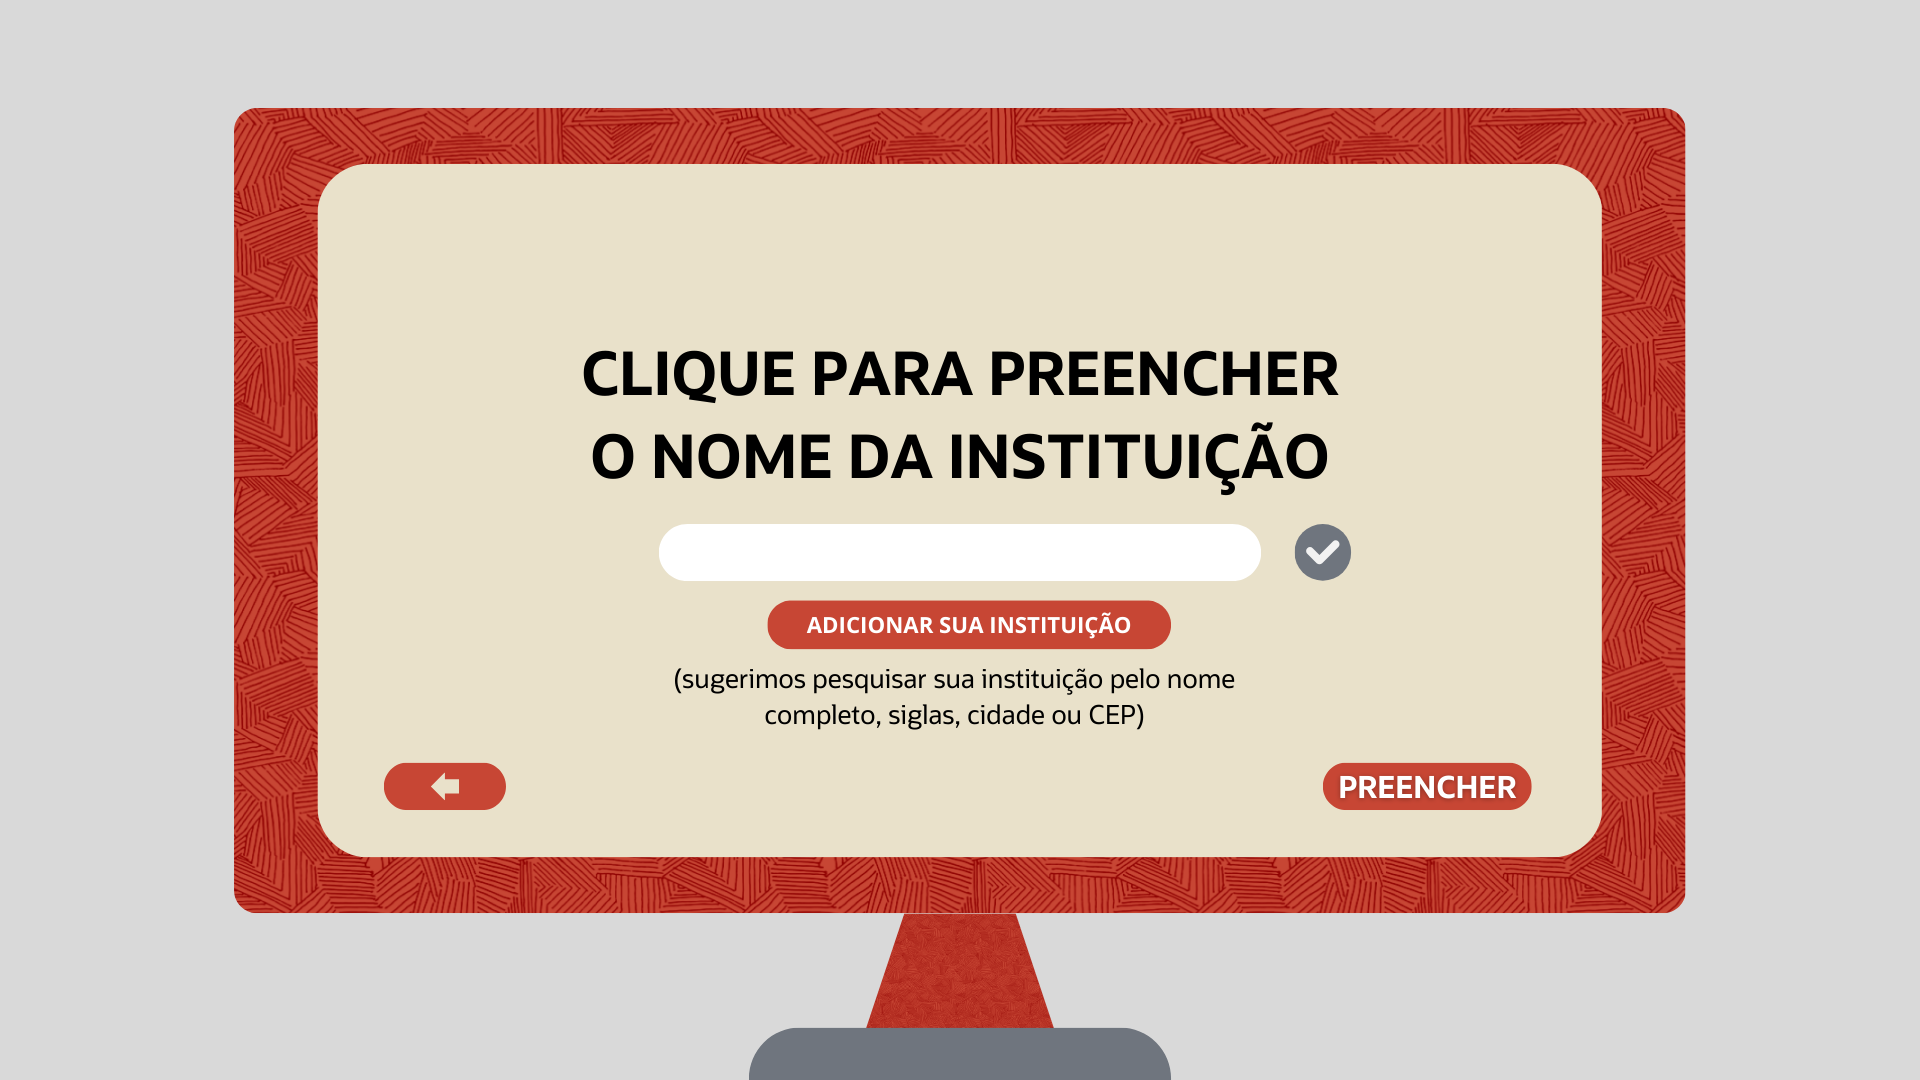 CLIQUE PARA PREENCHER
O NOME DA INSTITUIÇÃO
ADICIONAR SUA INSTITUIÇÃO
(sugerimos pesquisar sua instituição pelo nome
completo, siglas, cidade ou CEP)
PREENCHER